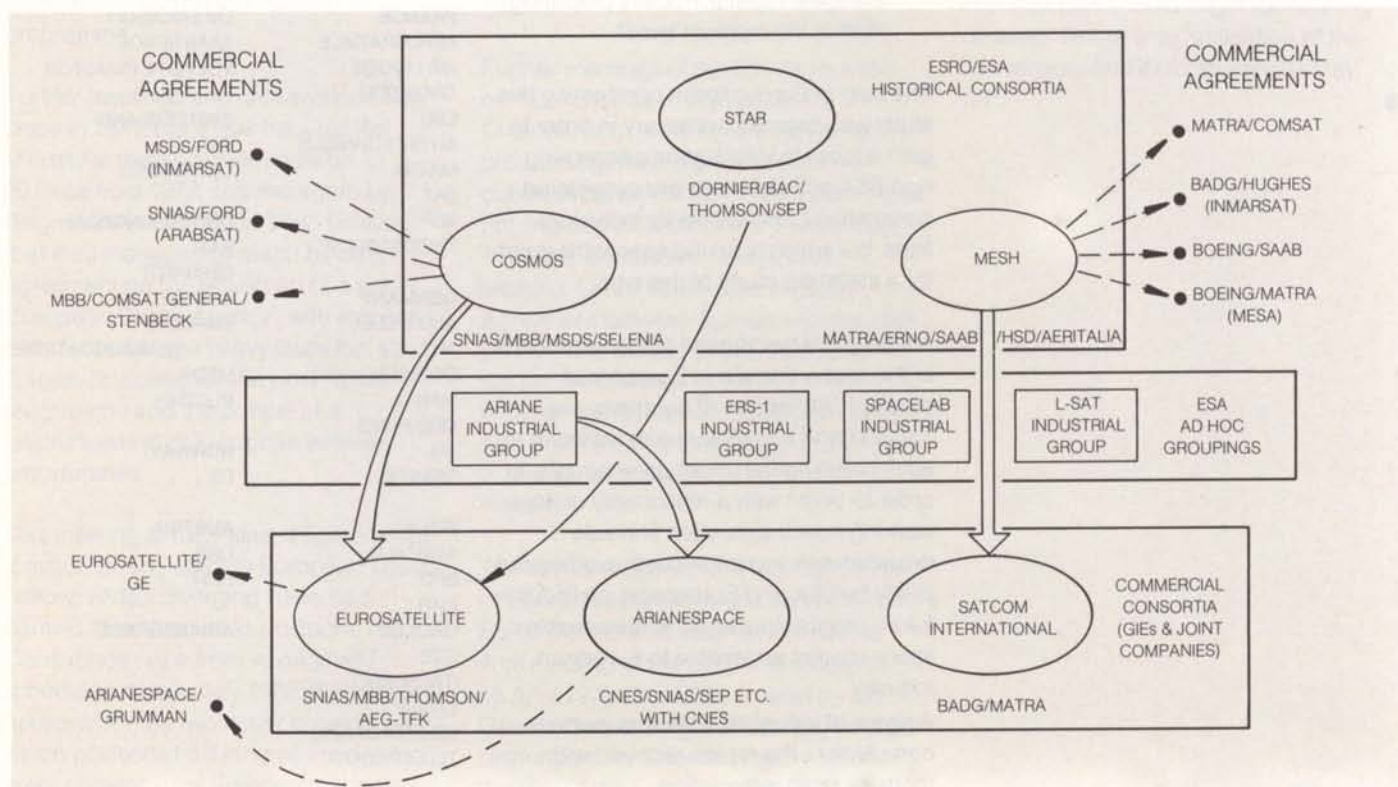 COMMERCIAL
AGREEMENTS
MSDS/FORD
(INMARSAT)
SNIAS/FORD
(ARABSAT)
MBB/COMSAT GENERAL/
STENBECK
ESRO/ESA
HISTORICAL CONSORTIA
STAR
DORNIER/BAC/
THOMSON/SEP
COSMOS
SNIAS/MBB/MSDS/SELENIA
MESH
MATRA/ERNO/SAAB /HSD/AERITALIA
COMMERCIAL
AGREEMENTS
MATRA/COMSAT
BADG/HUGHES
(INMARSAT)
BOEING/SAAB
BOEING/MATRA
(MESA)
ARIANE
INDUSTRIAL
GROUP
ERS-1
INDUSTRIAL
GROUP
SPACELAB
INDUSTRIAL
GROUP
L-SAT
INDUSTRIAL
GROUP
ESA
AD HOC
GROUPINGS
EUROSATELLITE/
GE
ARIANESPACE/
GRUMMAN
EUROSATELLITE
SNIAS/MBB/THOMSON/
AEG-TFK
ARIANESPACE
CNES/SNIAS/SEP ETC.
WITH CNES
SATCOM
INTERNATIONAL
BADG/MATRA
COMMERCIAL
CONSORTIA
(GIEs & JOINT
COMPANIES)